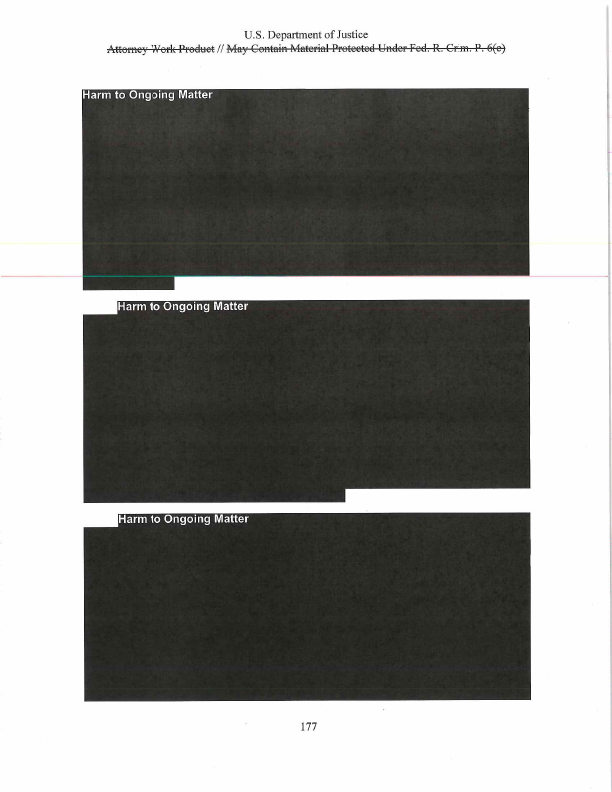 U.S. Department of Justice
Attorney Work Product // May Contain Material Protected Under Fed. R. Crim. P. 6(e)
Harm to Ongoing Matter
Harm to Ongoing Matter
Harm to Ongoing Matter
177